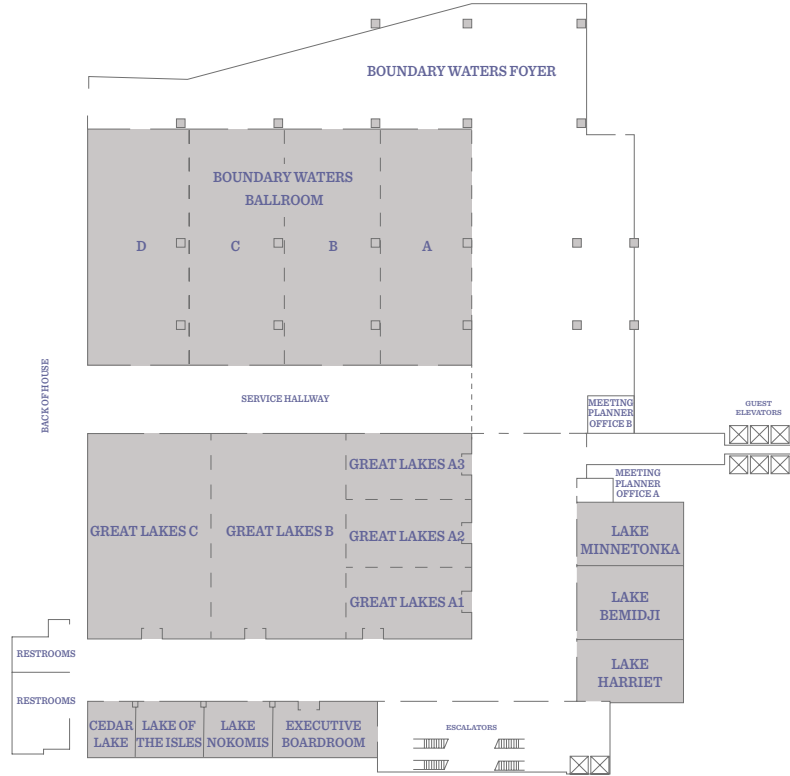 BOUNDARY WATERS FOYER
BOUNDARY WATERS
BALLROOM
D
C
B
A
BACK OF HOUSE
SERVICE HALLWAY
MEETING
PLANNER
OFFICE B
GUEST
ELEVATORS
GREAT LAKES A3
MEETING
PLANNER
OFFICE A
GREAT LAKES C
GREAT LAKES B
GREAT LAKES A2
LAKE
MINNETONKA
GREAT LAKES A1
LAKE
BEMIDJI
RESTROOMS
LAKE
HARRIET
RESTROOMS
CEDAR
LAKE
LAKE OF
THE ISLES
LAKE
NOKOMIS
EXECUTIVE
BOARDROOM
ESCALATORS